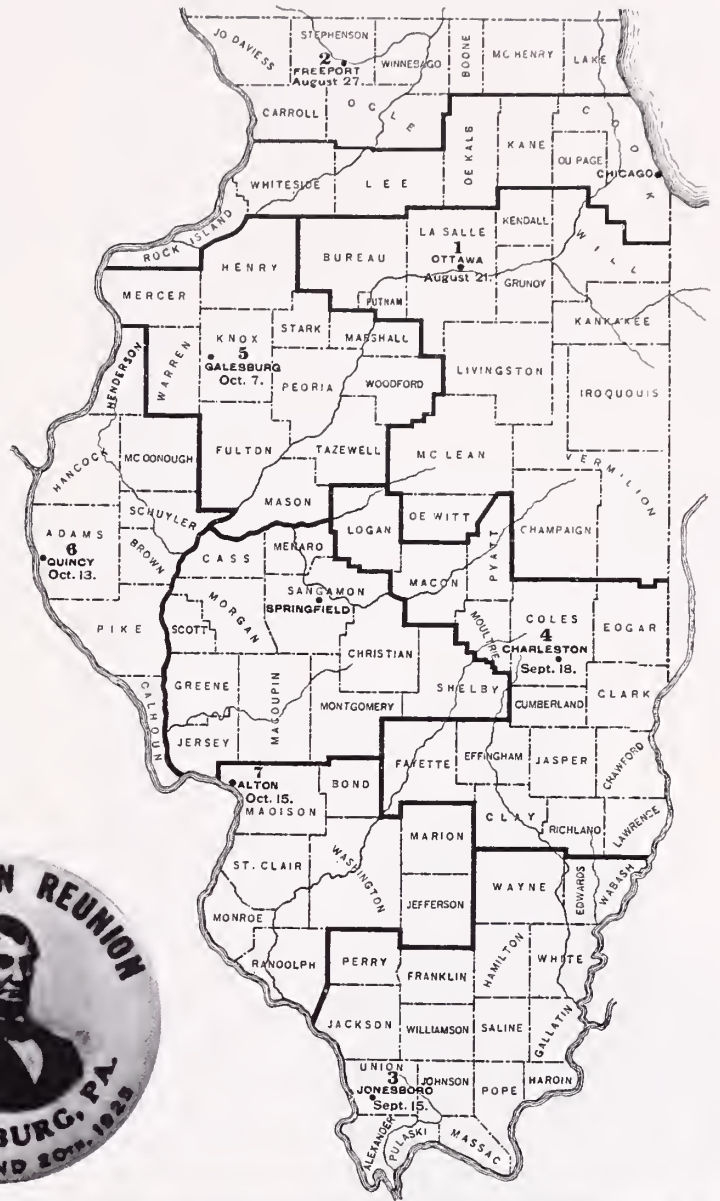 JO DAVIESS
STEPHENSON
2
FREEPORT
August 27.
WINNEBAGO
BOONE
MC HENRY
LAKE
CARROLL
OGLE
DE KALB
KANE
COOK
DU PAGE
CHICAGO
WHITESIDE
LEE
ROCK ISLAND
HENRY
BUREAU
LA SALLE
1
OTTAWA
August 21.
KENDALL
WILL
GRUNDY
PUTNAM
MERCER
KANKAKEE
HENDERSON
WARREN
KNOX
5
GALESBURG
Oct. 7.
STARK
MARSHALL
PEORIA
WOODFORD
LIVINGSTON
IROQUOIS
HANCOCK
MCDONOUGH
FULTON
TAZEWELL
MC LEAN
VERMILION
SCHUYLER
MASON
LOGAN
DE WITT
CHAMPAIGN
ADAMS
6
QUINCY
Oct. 13.
BROWN
CASS
MENARD
MACON
PYATT
SANGAMON
SPRINGFIELD
MORGAN
PIKE
SCOTT
CHRISTIAN
MOULTRIE
COLES
4
CHARLESTON
Sept. 18.
EDGAR
CALHOUN
GREENE
MACOUPIN
MONTGOMERY
SHELBY
CUMBERLAND
CLARK
JERSEY
7
ALTON
Oct. 15.
MADISON
BOND
FAYETTE
EFFINGHAM
JASPER
CRAWFORD
CLAY
RICHLAND
LAWRENCE
ST. CLAIR
WASHINGTON
MARION
JEFFERSON
WAYNE
EDWARDS
WABASH
MONROE
RANDOLPH
PERRY
FRANKLIN
HAMILTON
WHITE
JACKSON
WILLIAMSON
SALINE
GALLATIN
UNION
3
JONESBORO
Sept. 15.
JOHNSON
POPE
HARDIN
ALEXANDER
PULASKI
MASSAC
N REUNION
BURG, PA.
ND 20TH, 1925